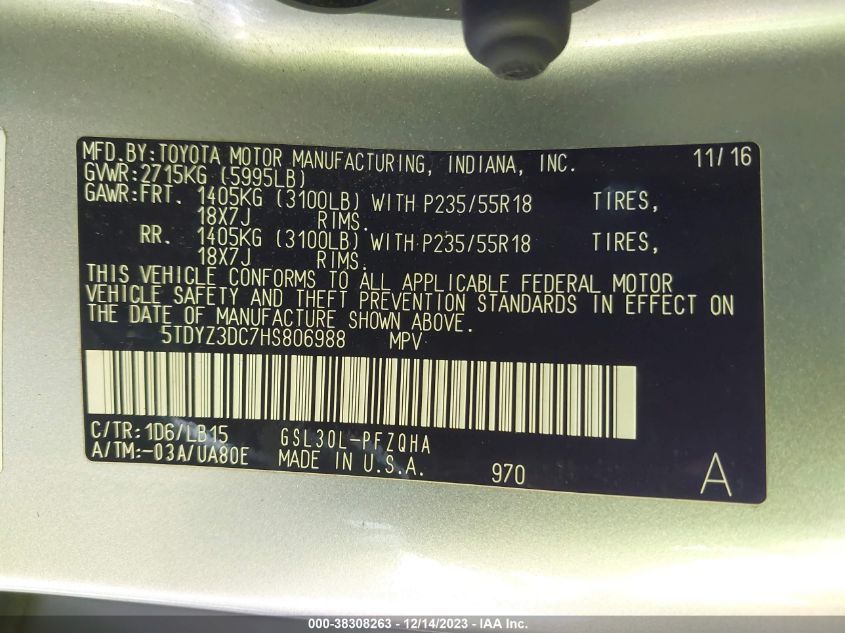 MFD.BY:TOYOTA MOTOR MANUFACTURING, INDIANA, INC. 11/16
GVWR:2715KG (5995LB)
GAWR:FRT. 1405KG (3100LB) WITH P235/55R18 TIRES,
18X7J RIMS.
RR. 1405KG (3100LB) WITH P235/55R18 TIRES,
18X7J RIMS.
THIS VEHICLE CONFORMS TO ALL APPLICABLE FEDERAL MOTOR
VEHICLE SAFETY AND THEFT PREVENTION STANDARDS IN EFFECT ON
THE DATE OF MANUFACTURE SHOWN ABOVE.
5TDYZ3DC7HS806988 MPV
C/TR:1D6/LB15 GSL30L-PFZQHA
A/TM:-03A/UA80E MADE IN U.S.A. 970 A
000-38308263 - 12/14/2023 - IAA Inc.